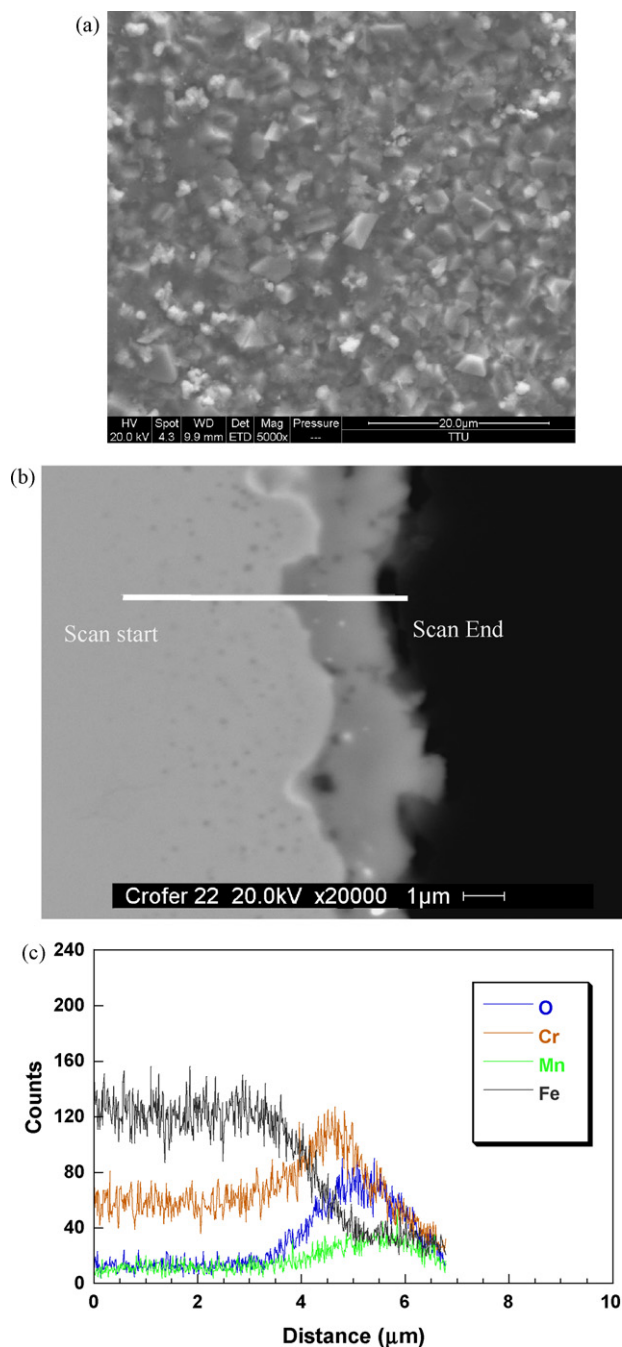 (a)
HV Spot WD Det Mag Pressure 20.0µm
20.0 kV 4.3 9.9 mm ETD 5000x --- TTU
(b)
Scan start
Scan End
Crofer 22 20.0kV x20000 1µm
(c)
240
200
160
120
80
40
0
Counts
O
Cr
Mn
Fe
0 2 4 6 8 10
Distance (µm)